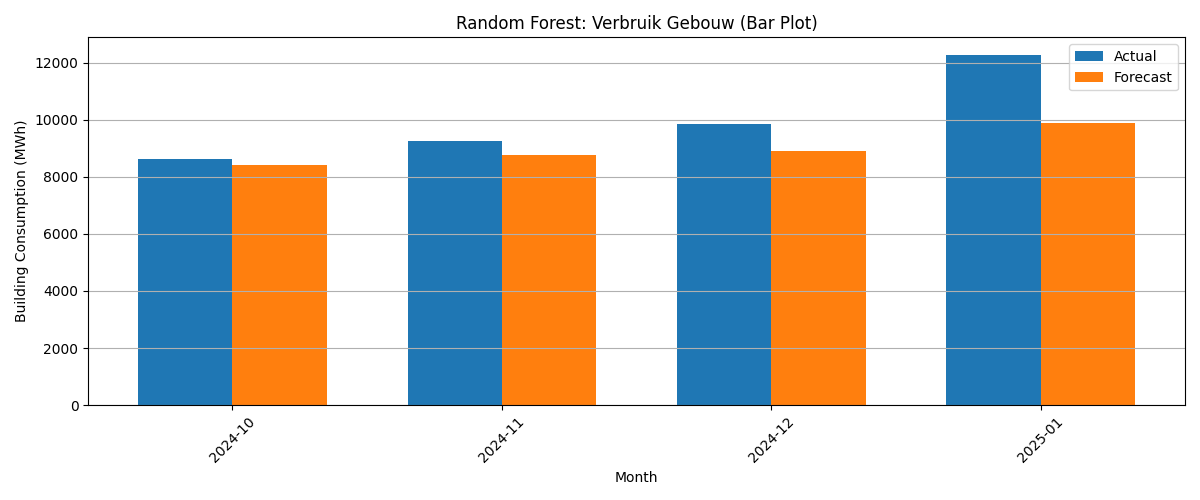 Random Forest: Verbruik Gebouw (Bar Plot)
Actual
Forecast
Building Consumption (MWh)
12000
10000
8000
6000
4000
2000
0
2024-10
2024-11
2024-12
2025-01
Month